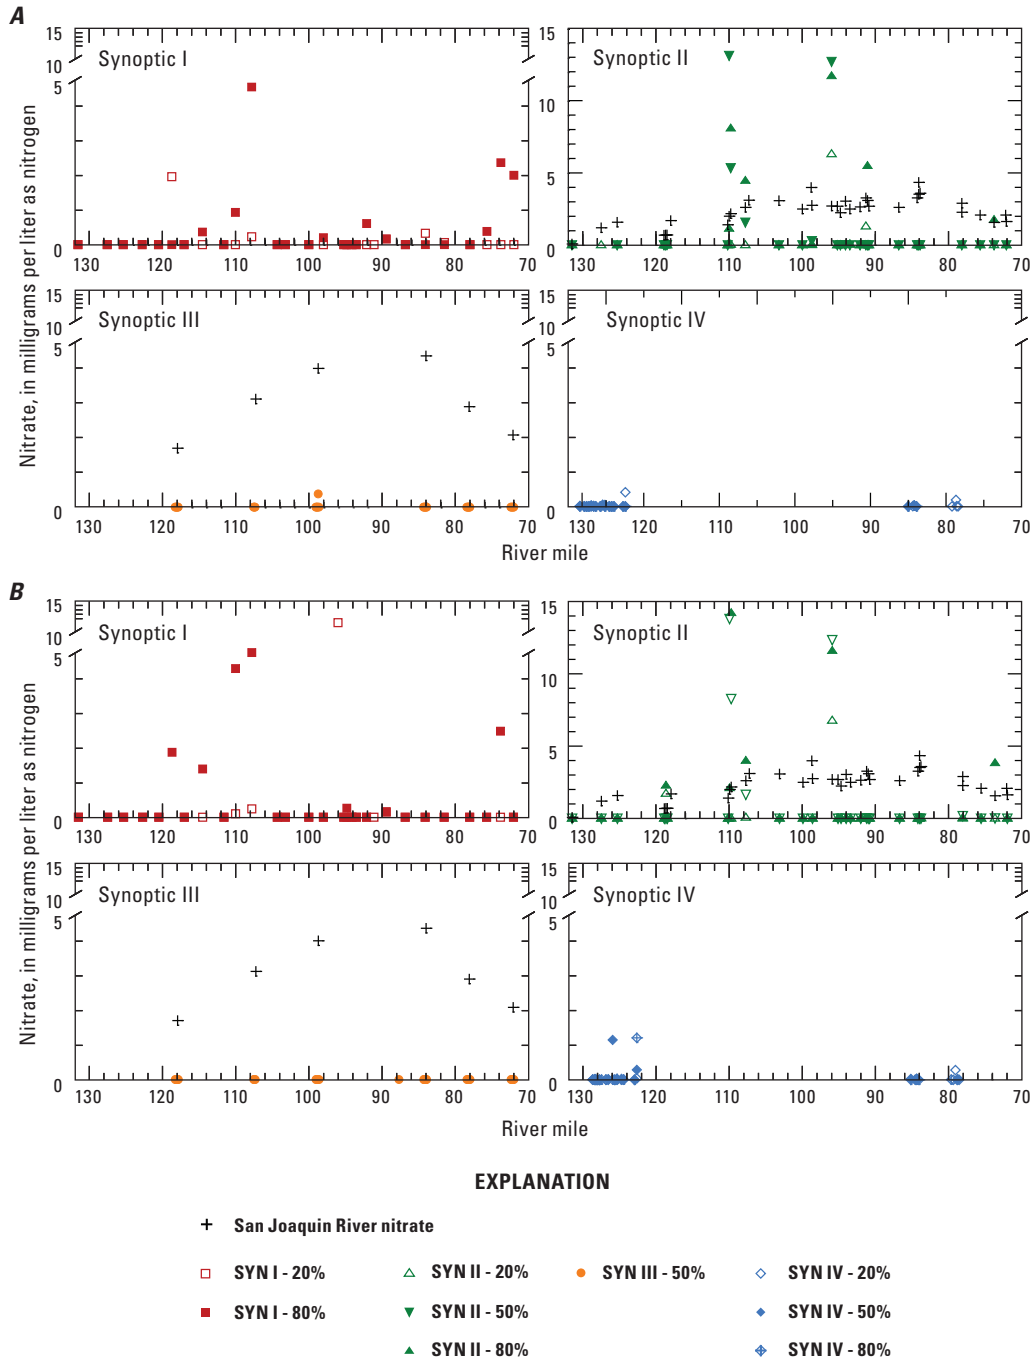 A
Nitrate, in milligrams per liter as nitrogen
15
10
5
0
Synoptic I
130 120 110 100 90 80 70
15
10
5
0
Synoptic II
130 120 110 100 90 80 70
15
10
5
0
Synoptic III
130 120 110 100 90 80 70
15
10
5
0
Synoptic IV
130 120 110 100 90 80 70
River mile
B
Nitrate, in milligrams per liter as nitrogen
15
10
5
0
Synoptic I
130 120 110 100 90 80 70
15
10
5
0
Synoptic II
130 120 110 100 90 80 70
15
10
5
0
Synoptic III
130 120 110 100 90 80 70
15
10
5
0
Synoptic IV
130 120 110 100 90 80 70
River mile
EXPLANATION
San Joaquin River nitrate
SYN I - 20%
SYN II - 20%
SYN III - 50%
SYN IV - 20%
SYN I - 80%
SYN II - 50%
SYN IV - 50%
SYN II - 80%
SYN IV - 80%